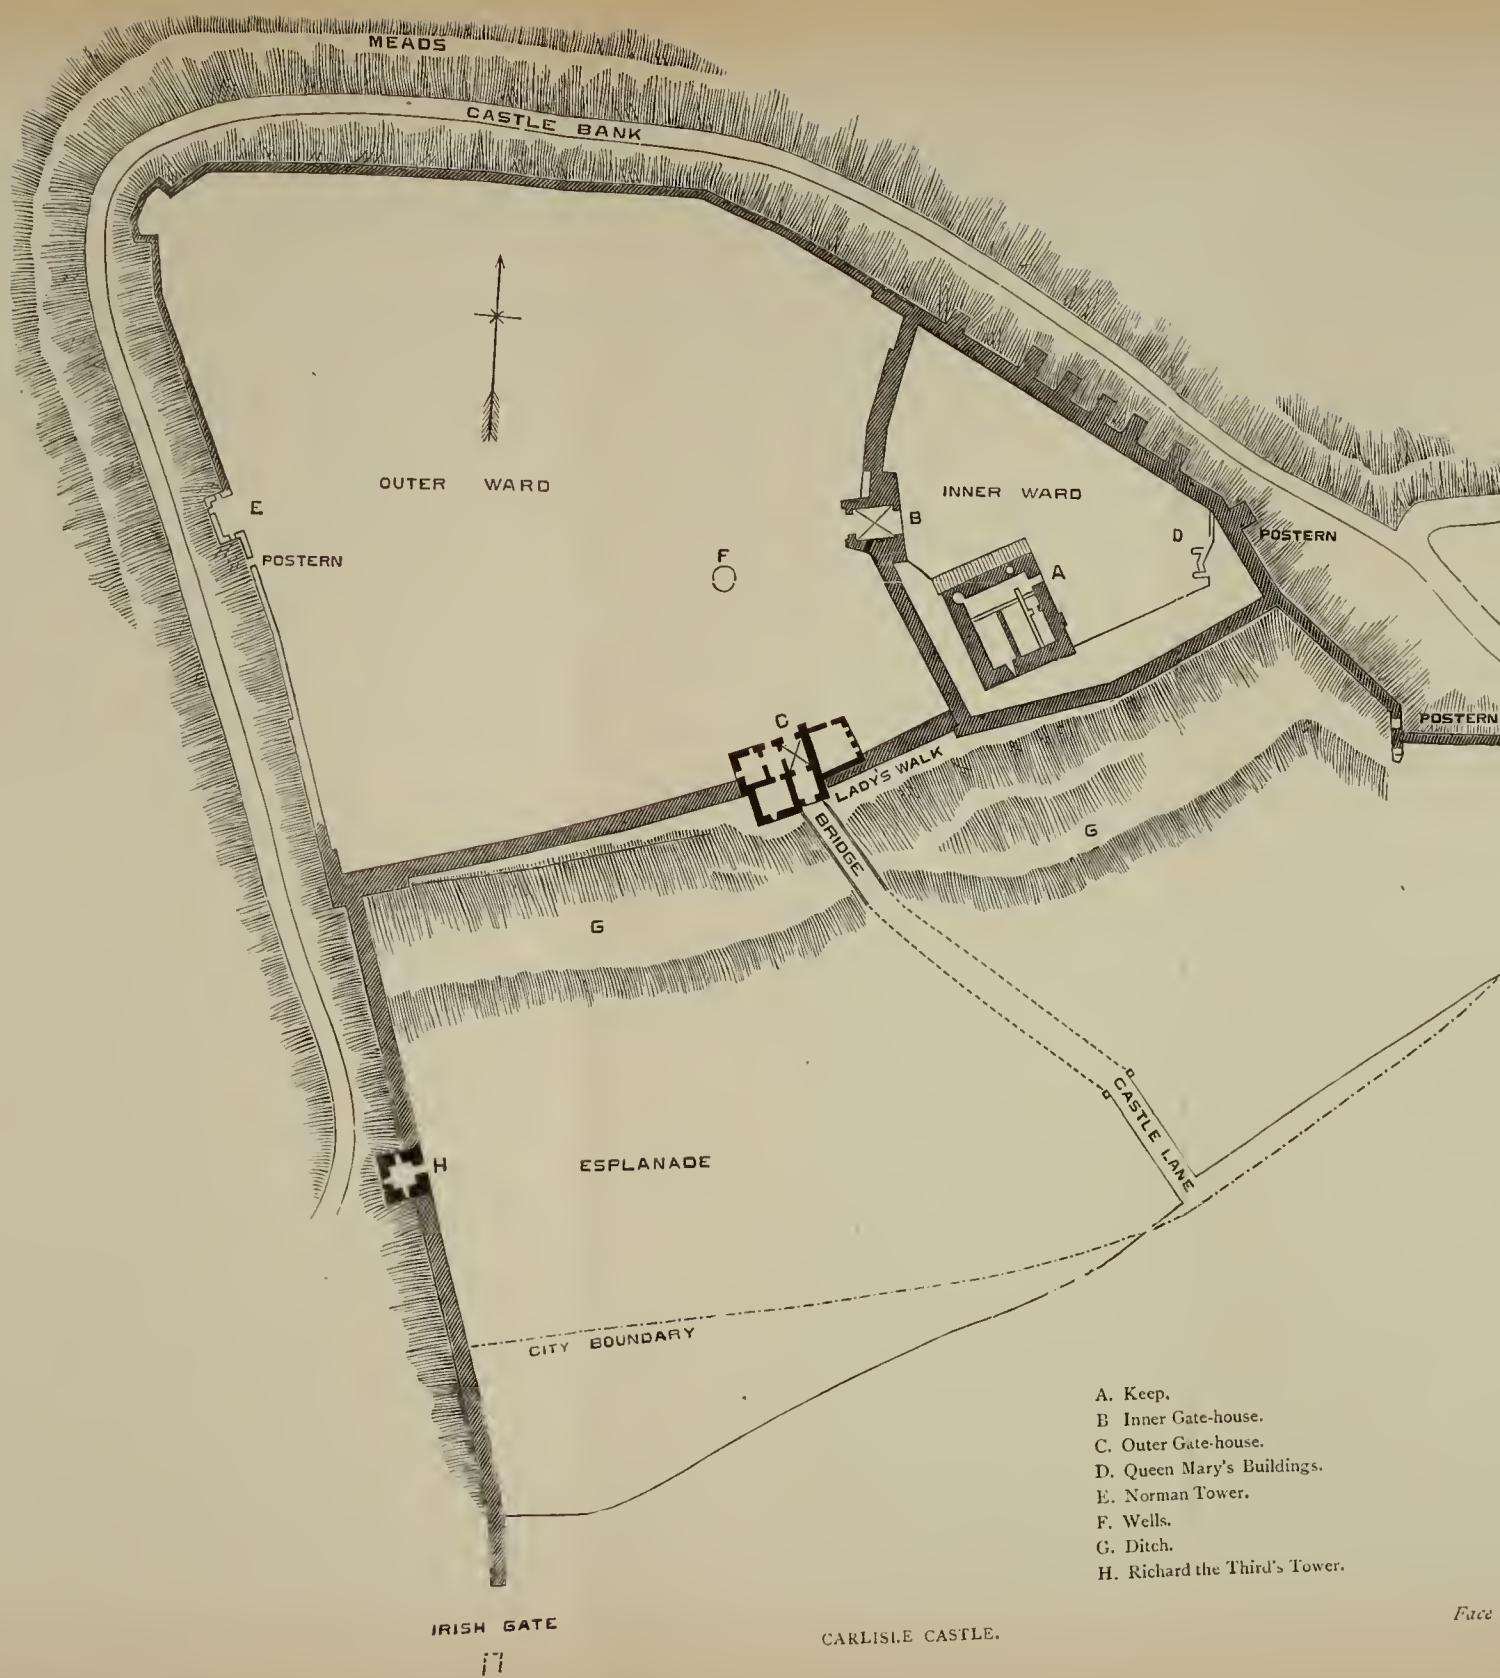 MEADS
CASTLE BANK
OUTER WARD
INNER WARD
E
B
POSTERN
D
POSTERN
F
A
C
POSTERN
LADY'S WALK
BRIDGE
G
G
CASTLE LANE
H
ESPLANADE
CITY BOUNDARY
A. Keep.
B Inner Gate-house.
C. Outer Gate-house.
D. Queen Mary's Buildings.
E. Norman Tower.
F. Wells.
G. Ditch.
H. Richard the Third's Tower.
Face
IRISH GATE
CARLISLE CASTLE.